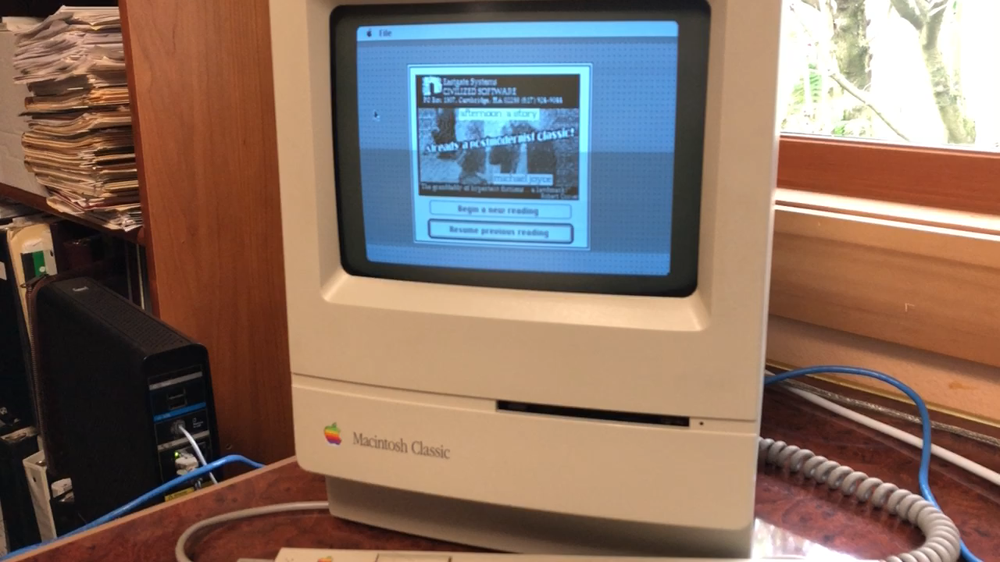 File
Eastgate Systems
CIVILIZED SOFTWARE
PO Box 1307, Cambridge, MA 02238 (617) 924-9044
afternoon a story
Already a Postmodernist Classic!
michael joyce
The granddaddy of hypertext fictions... a landmark
Robert Coover
Begin a new reading
Resume previous reading
Macintosh Classic